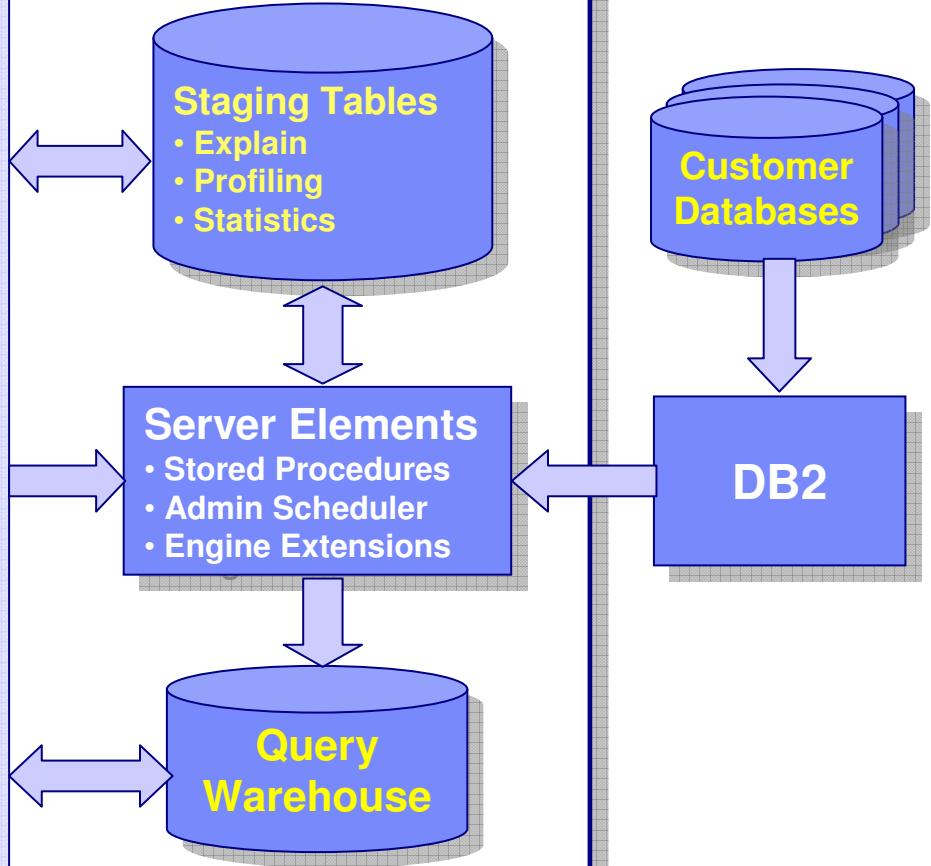 Staging Tables
• Explain
• Profiling
• Statistics
Customer
Databases
Server Elements
• Stored Procedures
• Admin Scheduler
• Engine Extensions
DB2
Query
Warehouse